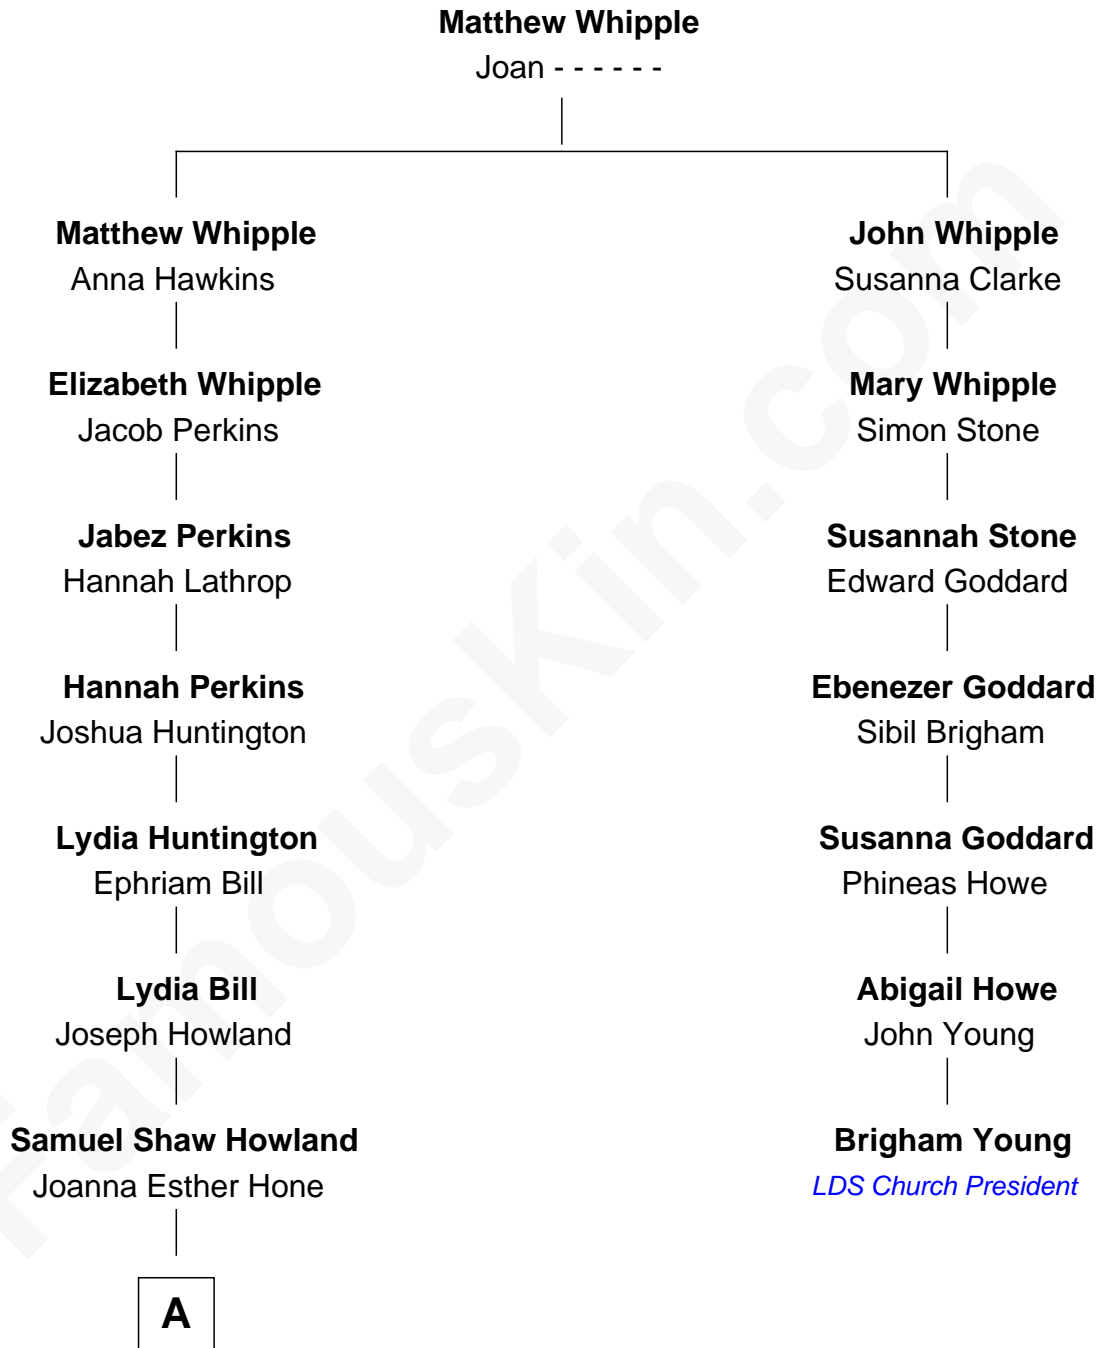 Matthew Whipple
Joan - - - - - -
Matthew Whipple
Anna Hawkins
John Whipple
Susanna Clarke
Elizabeth Whipple
Jacob Perkins
Mary Whipple
Simon Stone
Jabez Perkins
Hannah Lathrop
Susannah Stone
Edward Goddard
Hannah Perkins
Joshua Huntington
Ebenezer Goddard
Sibil Brigham
Lydia Huntington
Ephriam Bill
Susanna Goddard
Phineas Howe
Lydia Bill
Joseph Howland
Abigail Howe
John Young
Samuel Shaw Howland
Joanna Esther Hone
Brigham Young
LDS Church President
A
FamousKin.com